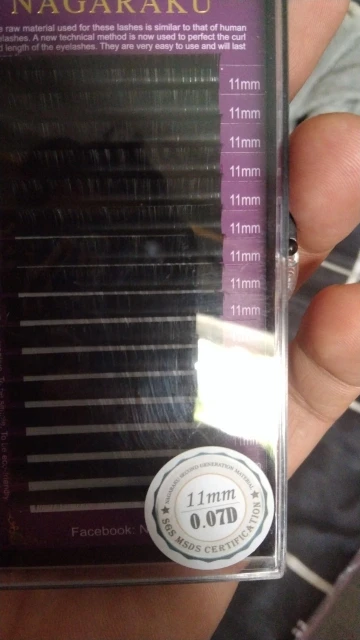 NAGARAKU
raw material used for these lashes is similar to that of human
lashes. A new technical method is now used to perfect the curl
length of the eyelashes. They are very easy to use and will last
11mm
11mm
11mm
11mm
11mm
11mm
11mm
11mm
11mm
11mm
11mm
0.07D
SGS MSDS CERTIFICATION
Facebook: N